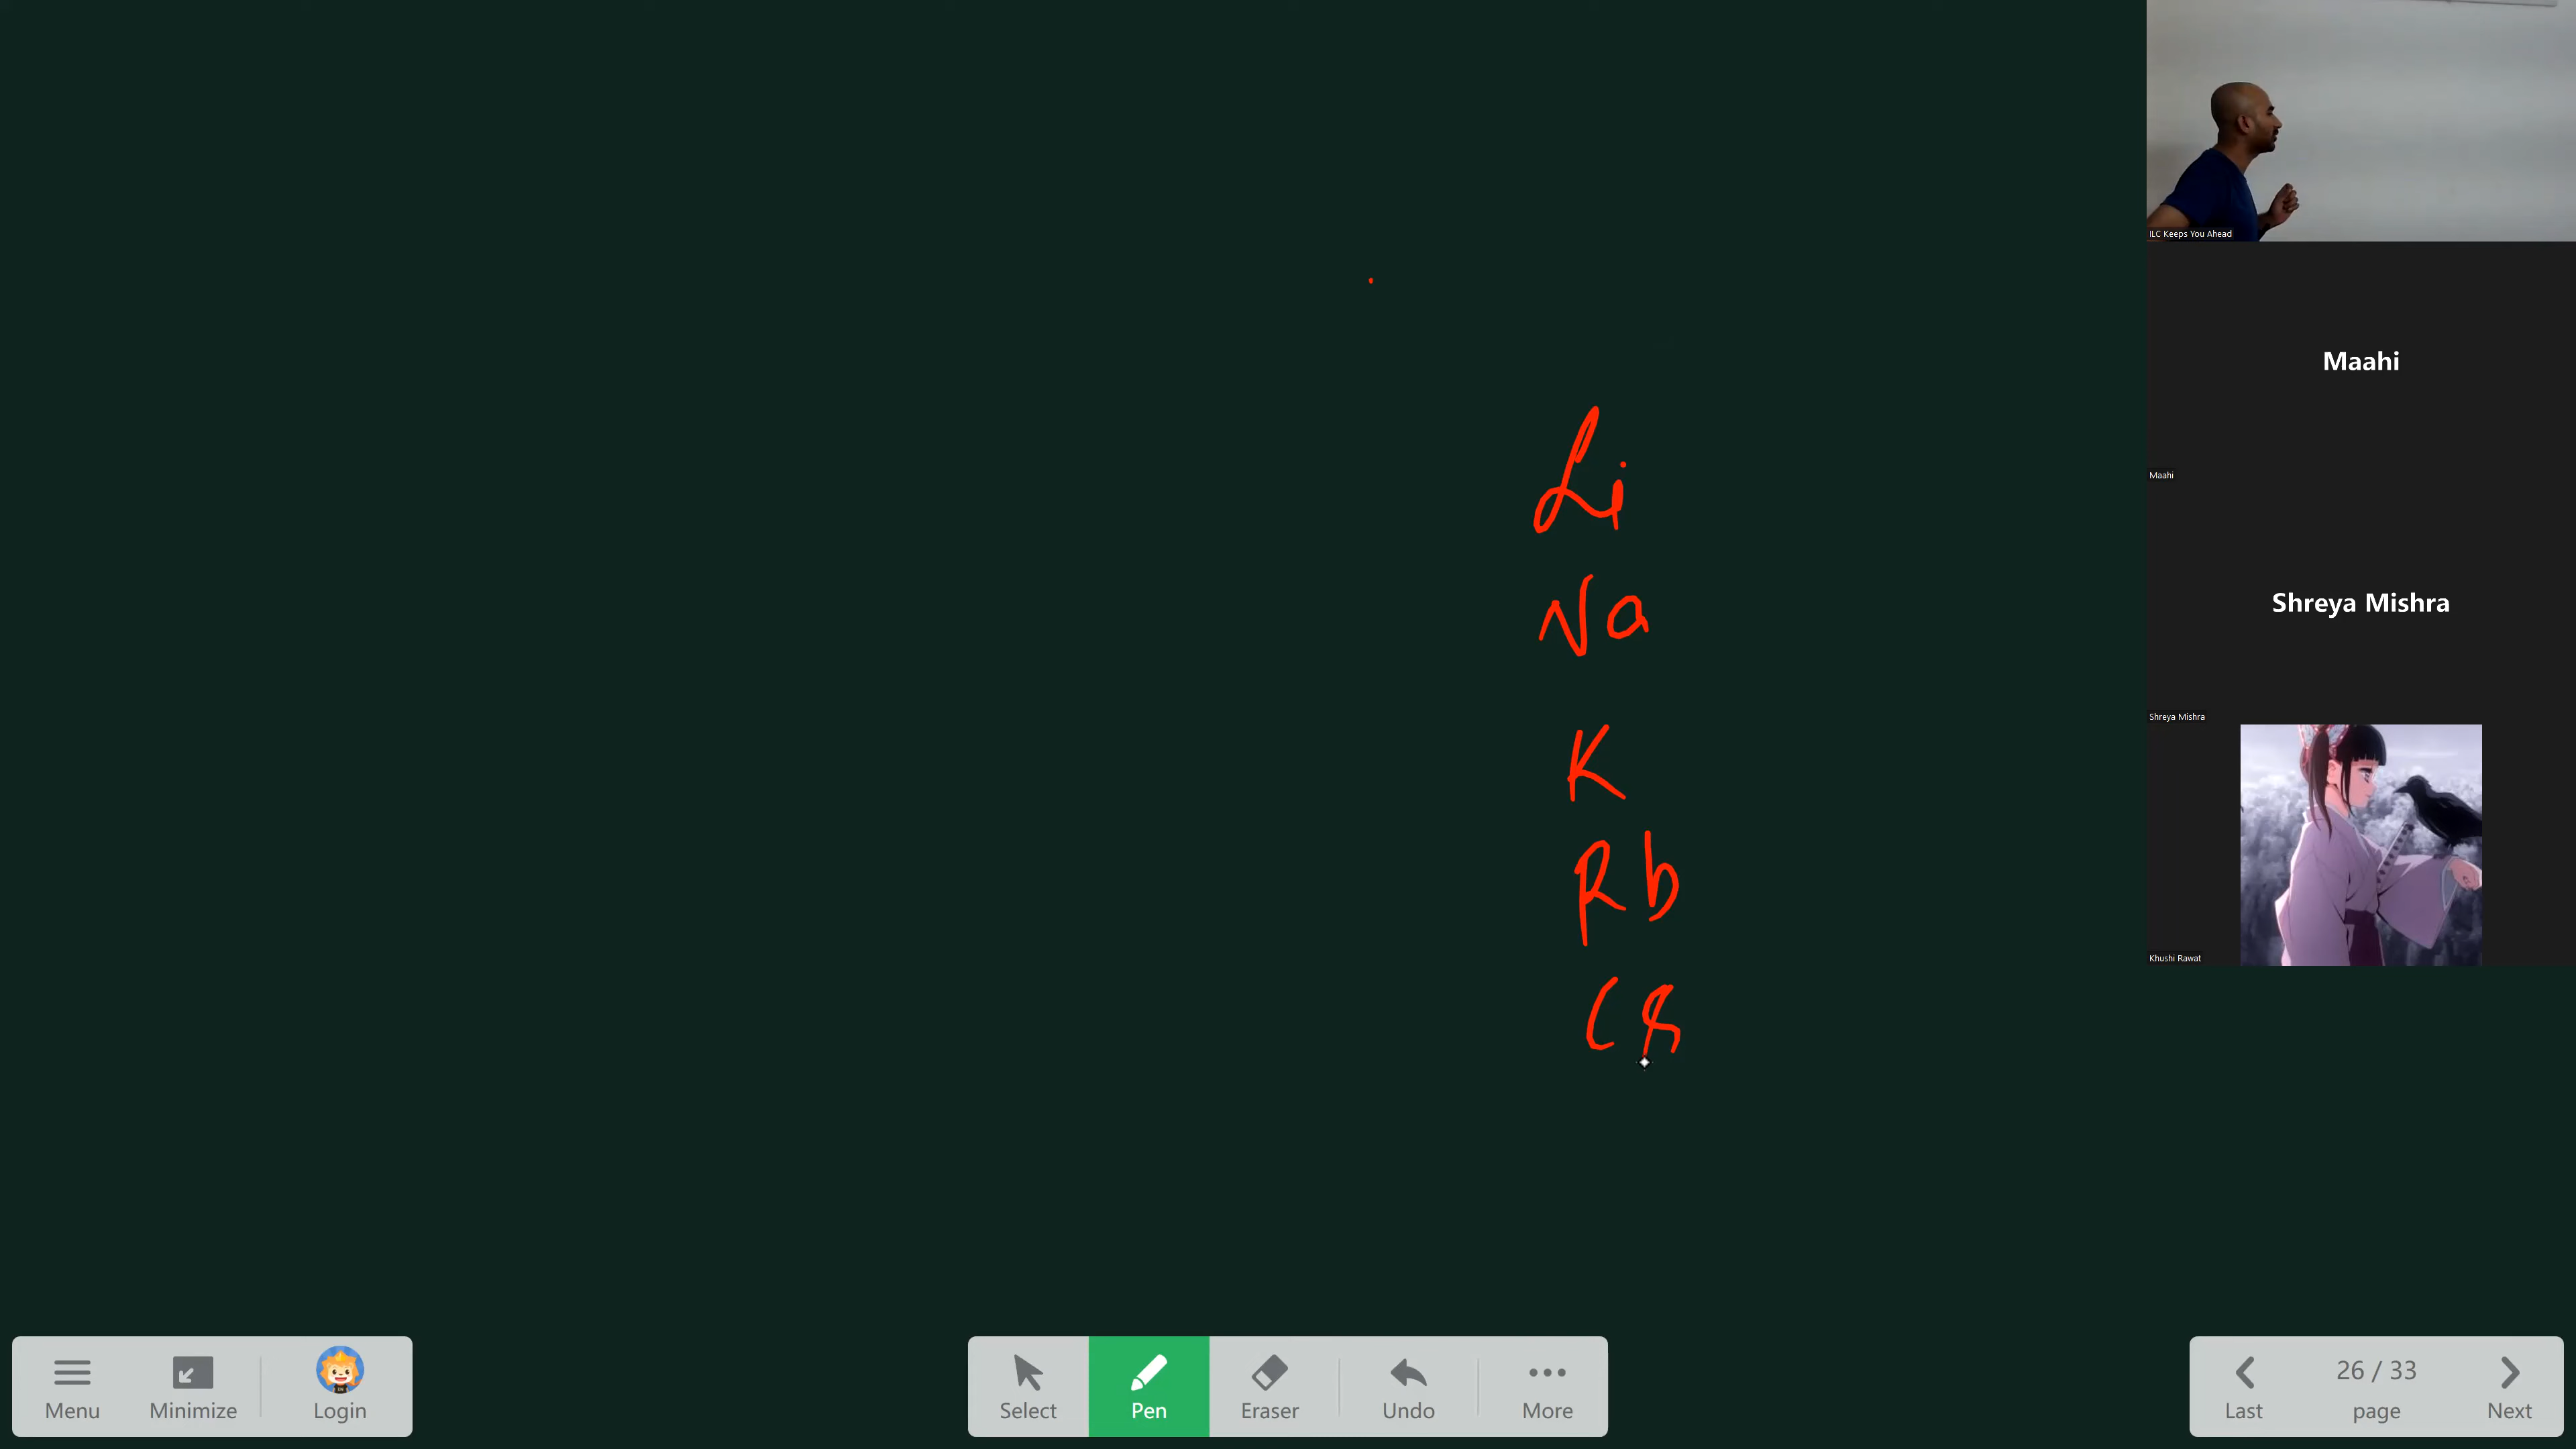 ILC Keeps You Ahead
Maahi
Maahi
Li
Na
K
Rb
Cs
Shreya Mishra
Shreya Mishra
Khushi Rawat
Menu
Minimize
Login
Select
Pen
Eraser
Undo
More
Last
26 / 33
page
Next